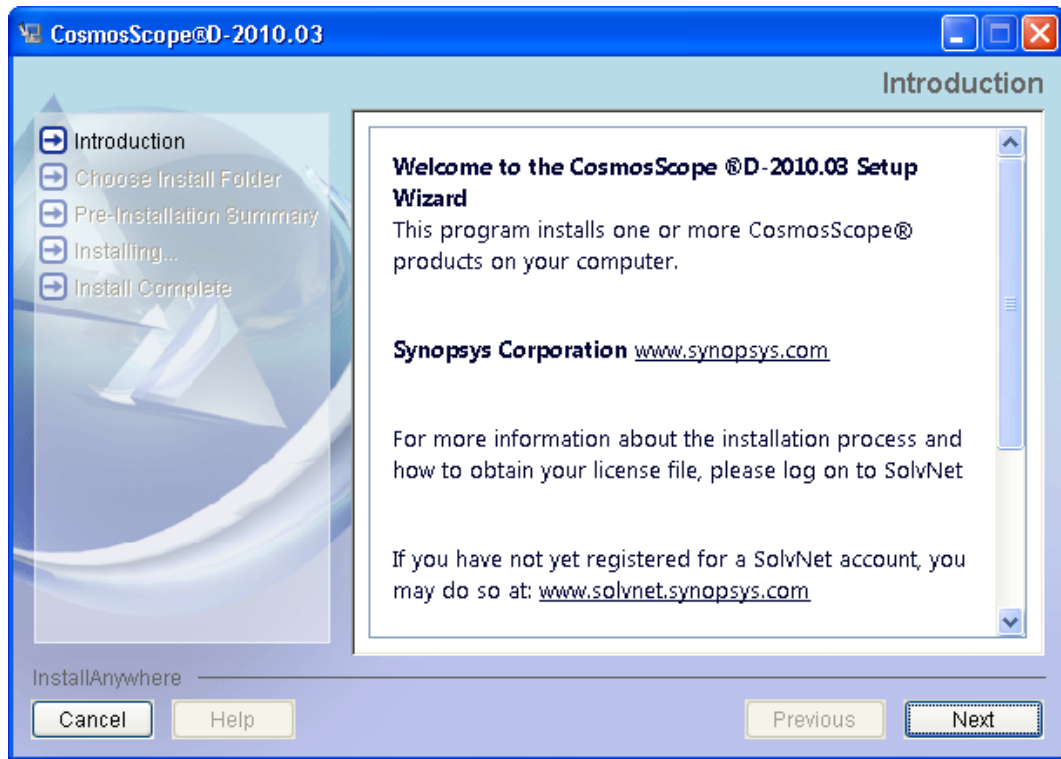 CosmosScope®D-2010.03
Introduction
Introduction
Choose Install Folder
Pre-Installation Summary
Installing...
Install Complete
Welcome to the CosmosScope ®D-2010.03 Setup
Wizard
This program installs one or more CosmosScope®
products on your computer.
Synopsys Corporation www.synopsys.com
For more information about the installation process and
how to obtain your license file, please log on to SolvNet
If you have not yet registered for a SolvNet account, you
may do so at: www.solvnet.synopsys.com
InstallAnywhere
Cancel Help Previous Next